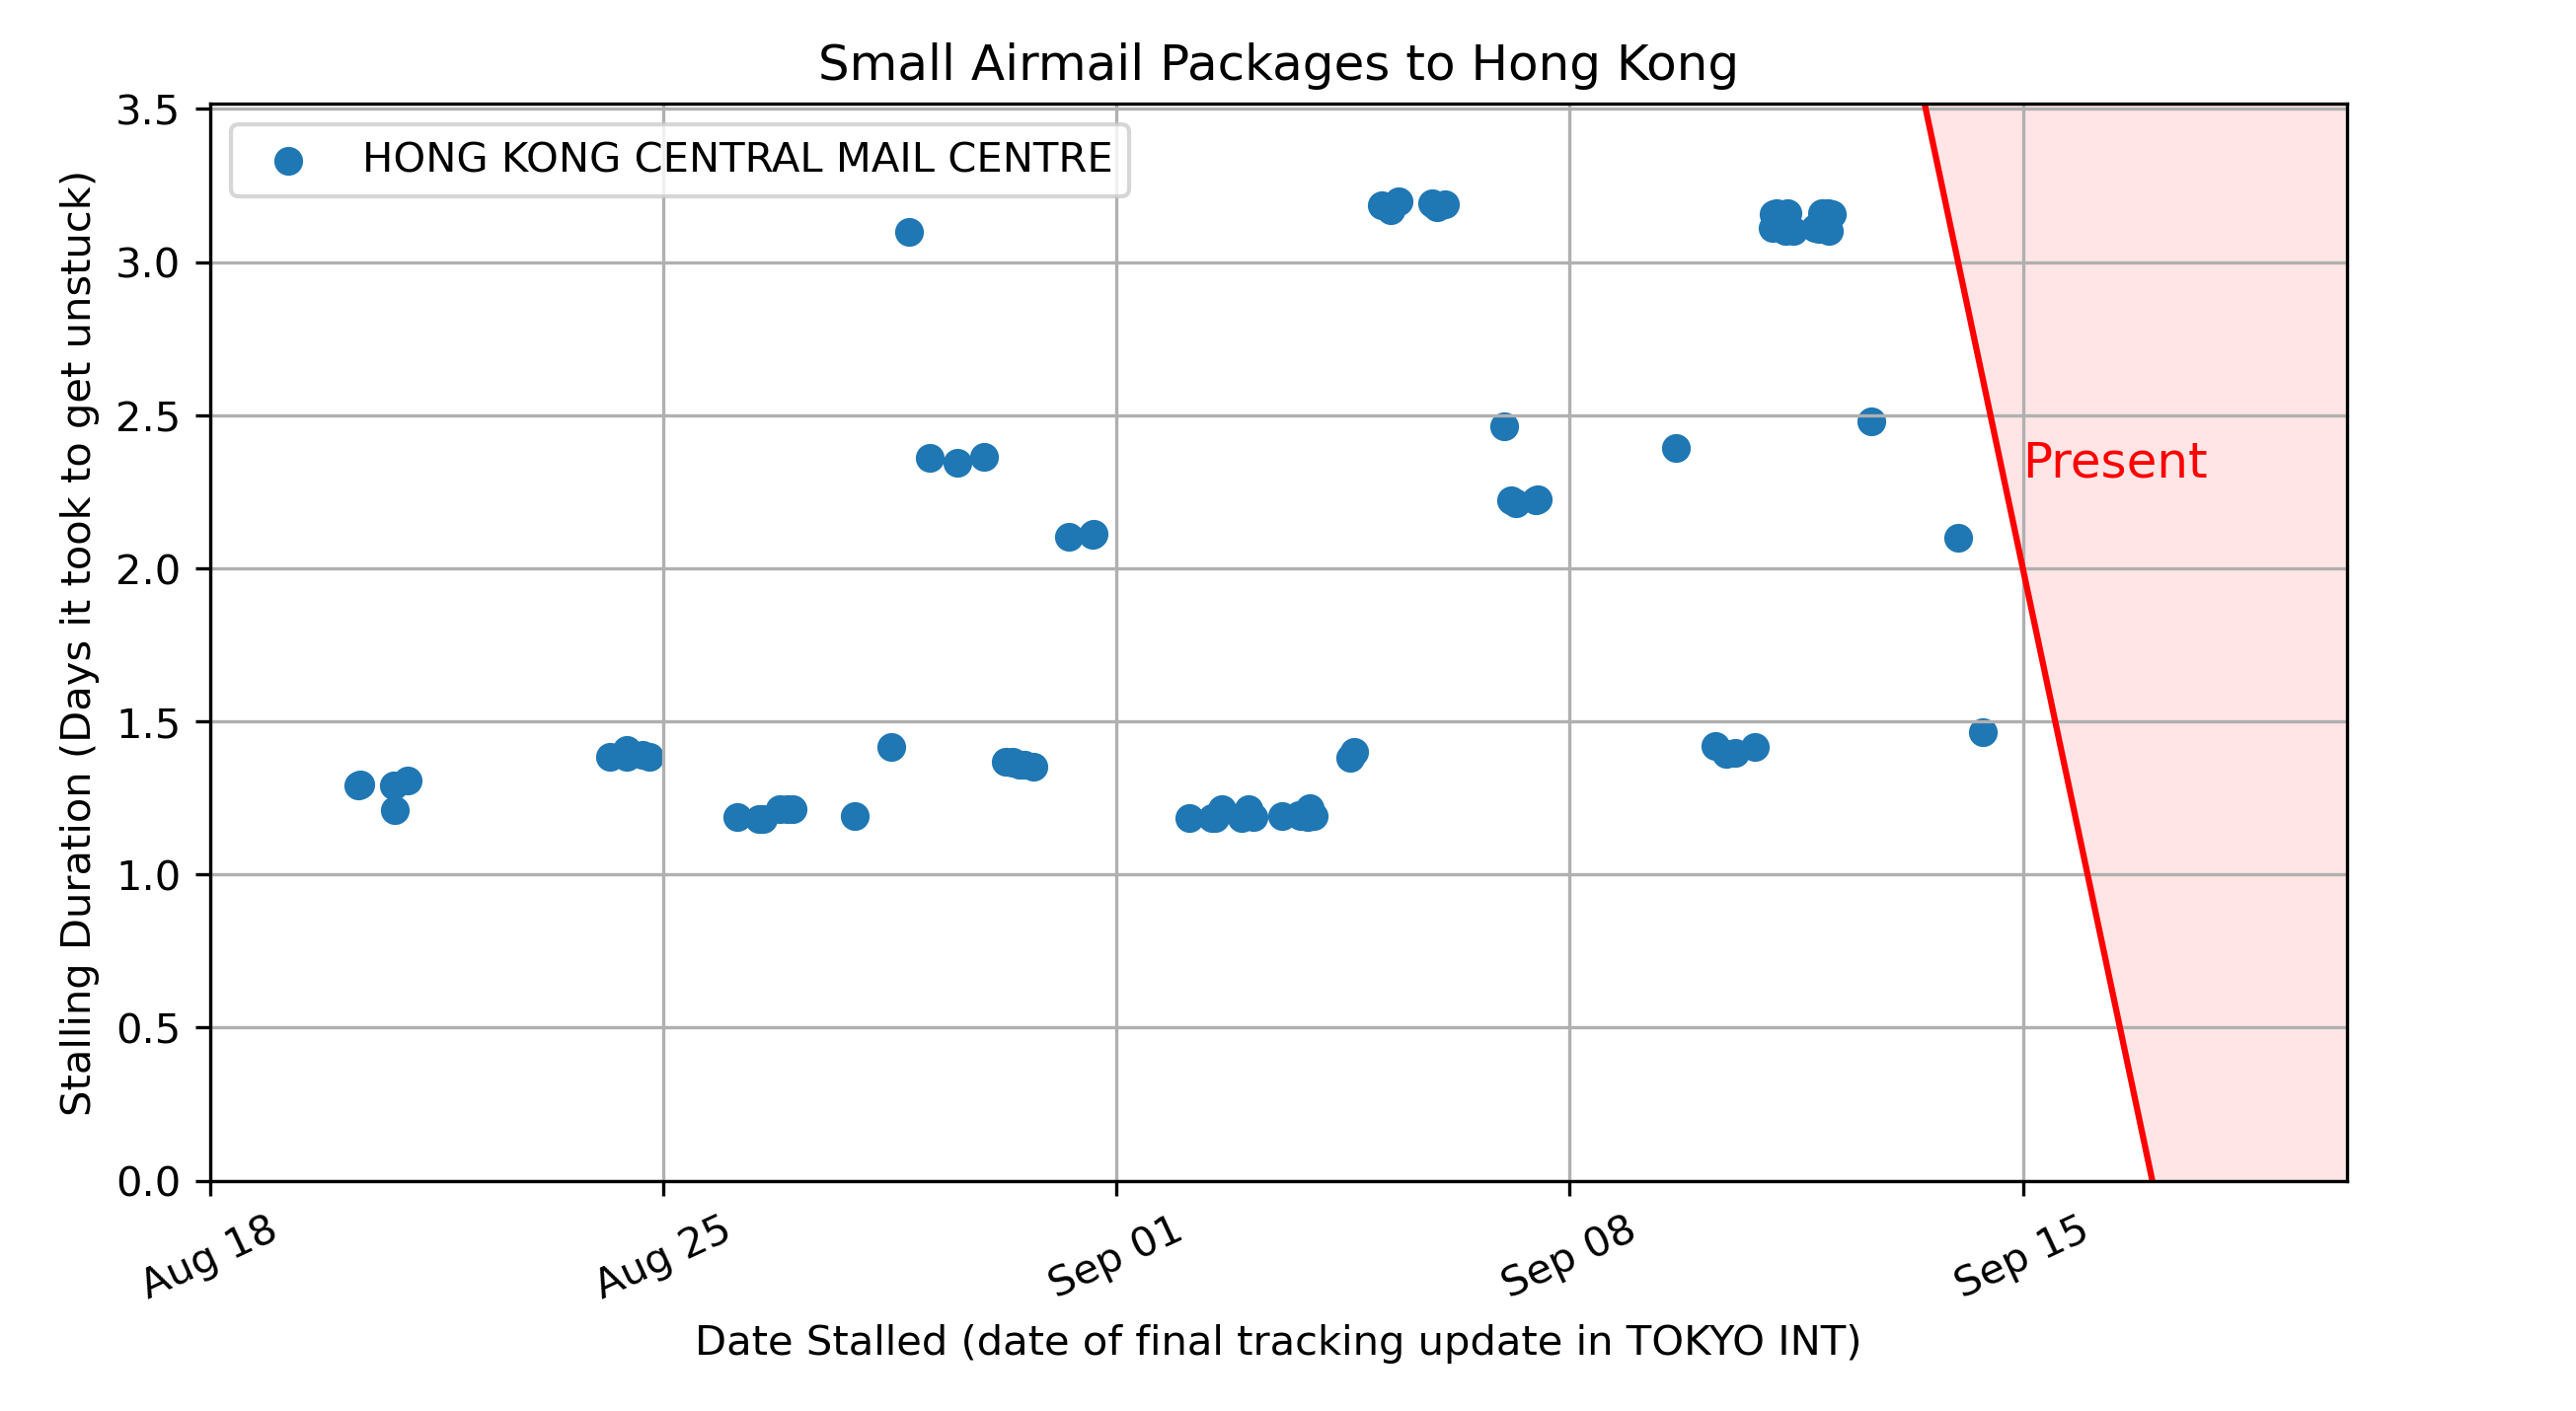 Small Airmail Packages to Hong Kong
HONG KONG CENTRAL MAIL CENTRE
Present
Stalling Duration (Days it took to get unstuck)
3.5
3.0
2.5
2.0
1.5
1.0
0.5
0.0
Aug 18
Aug 25
Sep 01
Sep 08
Sep 15
Date Stalled (date of final tracking update in TOKYO INT)